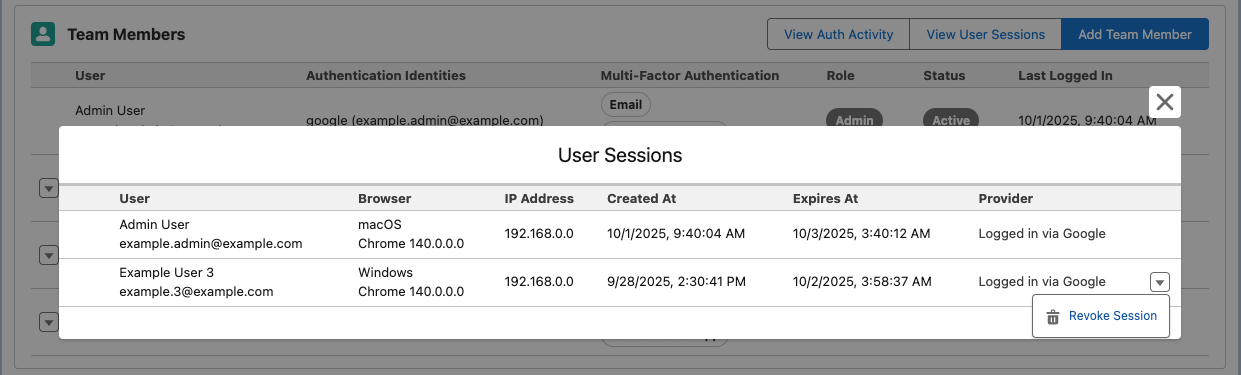 Team Members
View Auth Activity
View User Sessions
Add Team Member
User Authentication Identities Multi-Factor Authentication Role Status Last Logged In
Admin User
Email
google (example.admin@example.com)
Admin
Active
10/1/2025, 9:40:04 AM
User Sessions
User Browser IP Address Created At Expires At Provider
Admin User
example.admin@example.com
macOS
Chrome 140.0.0.0
192.168.0.0
10/1/2025, 9:40:04 AM
10/3/2025, 3:40:12 AM
Logged in via Google
Example User 3
example.3@example.com
Windows
Chrome 140.0.0.0
192.168.0.0
9/28/2025, 2:30:41 PM
10/2/2025, 3:58:37 AM
Logged in via Google
Revoke Session